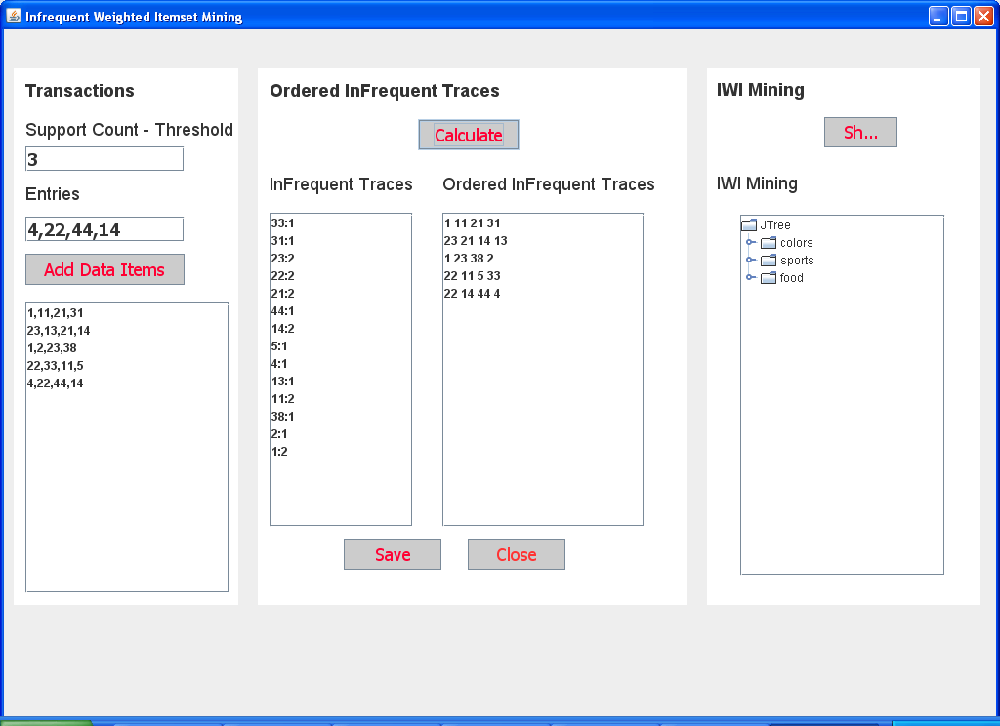 Infrequent Weighted Itemset Mining
Transactions
Support Count - Threshold
3
Entries
4,22,44,14
Add Data Items
1,11,21,31
23,13,21,14
1,2,23,38
22,33,11,5
4,22,44,14
Ordered InFrequent Traces
Calculate
InFrequent Traces
33:1
31:1
23:2
22:2
21:2
44:1
14:2
5:1
4:1
13:1
11:2
38:1
2:1
1:2
Ordered InFrequent Traces
1 11 21 31
23 21 14 13
1 23 38 2
22 11 5 33
22 14 44 4
Save
Close
IWI Mining
Sh...
IWI Mining
JTree
colors
sports
food